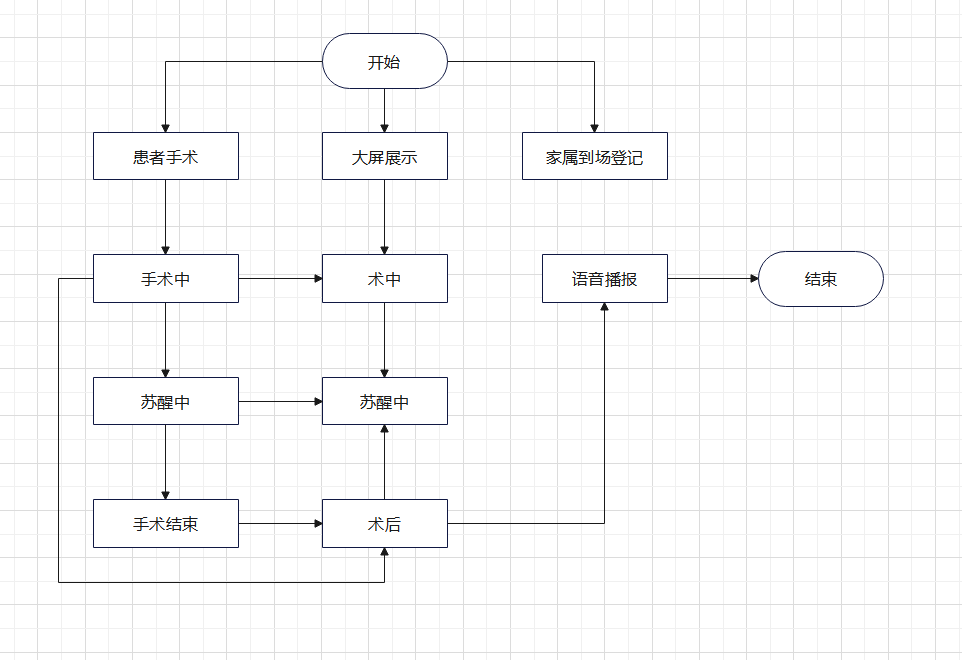 开始
患者手术
大屏展示
家属到场登记
手术中
术中
语音播报
结束
苏醒中
苏醒中
手术结束
术后